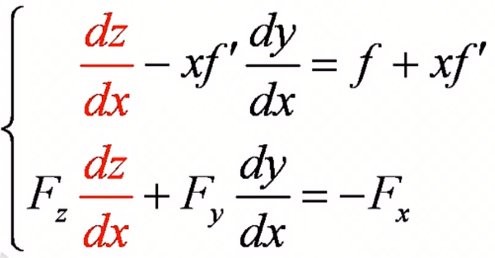 dz/dx − xf′ dy/dx = f + xf′
F_z dz/dx + F_y dy/dx = −F_x